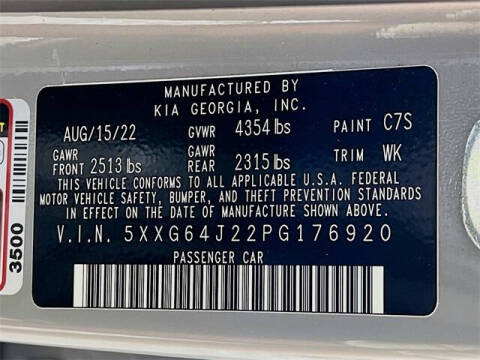 MANUFACTURED BY
KIA GEORGIA, INC.
AUG/15/22 GVWR 4354 lbs PAINT C7S
GAWR FRONT 2513 lbs GAWR REAR 2315 lbs TRIM WK
THIS VEHICLE CONFORMS TO ALL APPLICABLE U.S.A. FEDERAL
MOTOR VEHICLE SAFETY, BUMPER, AND THEFT PREVENTION STANDARDS
IN EFFECT ON THE DATE OF MANUFACTURE SHOWN ABOVE.
V.I.N. 5XXG64J22PG176920
PASSENGER CAR
3500